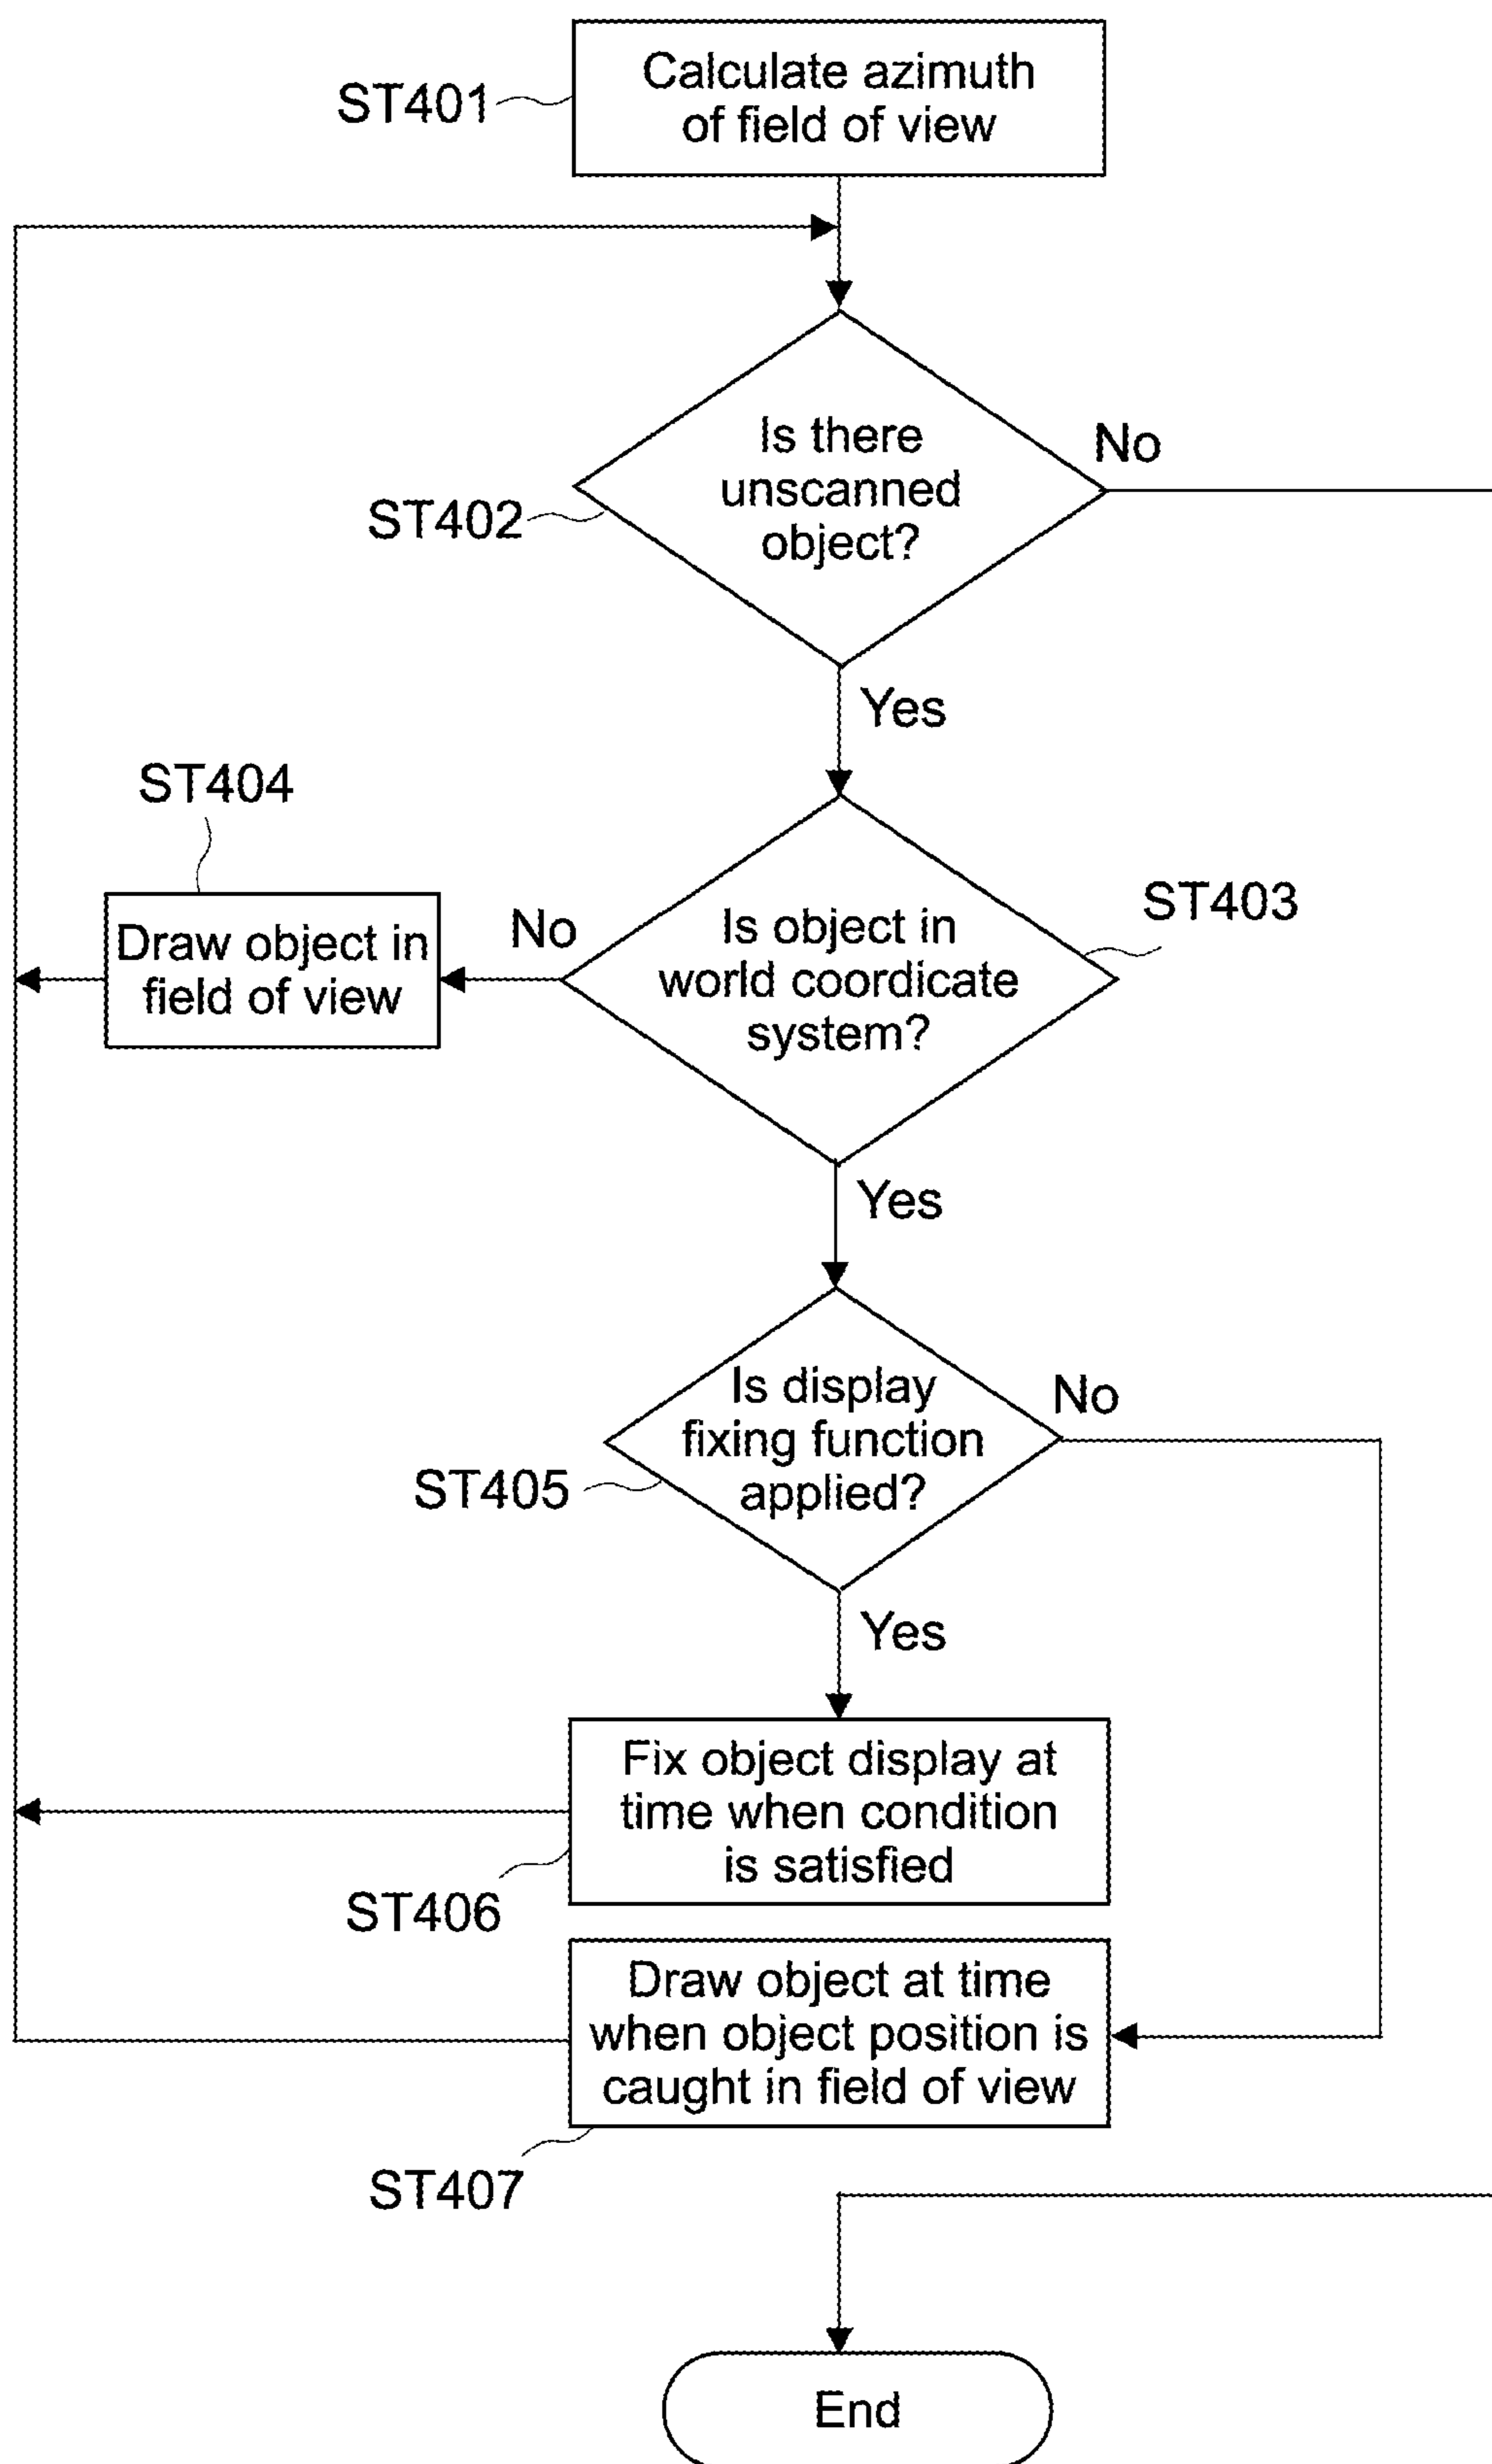 ST401
Calculate azimuth
of field of view
Is there
unscanned
object?
No
ST402
Yes
ST404
Draw object in
field of view
No
Is object in
world coordicate
system?
ST403
Yes
Is display
fixing function
applied?
No
ST405
Yes
Fix object display at
time when condition
is satisfied
ST406
Draw object at time
when object position is
caught in field of view
ST407
End